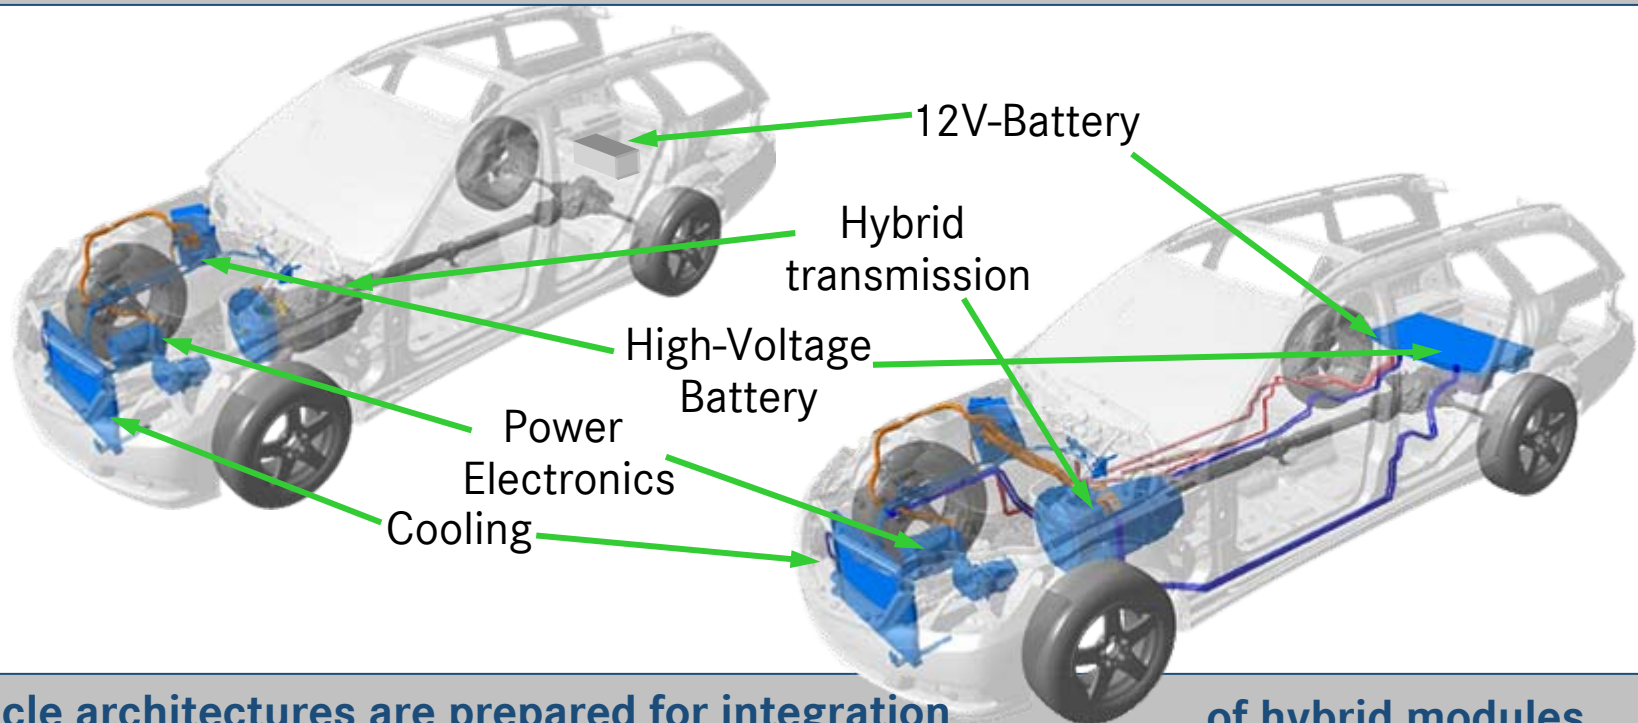 12V-Battery
Hybrid
transmission
High-Voltage
Battery
Power
Electronics
Cooling
architectures are prepared for integration of hybrid modules